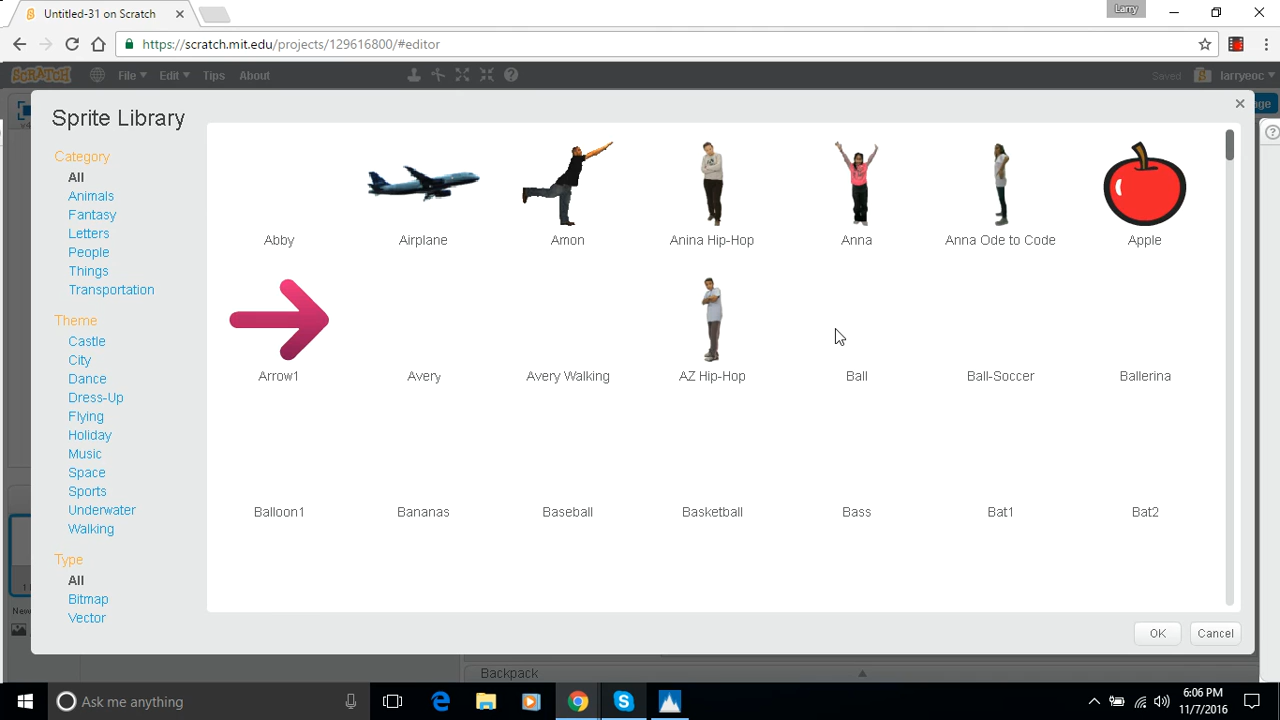 Untitled-31 on Scratch
Larry
https://scratch.mit.edu/projects/129616800/#editor
SCRATCH
File
Edit
Tips
About
Saved
larryeoc
Sprite Library
Category
All
Animals
Fantasy
Letters
People
Things
Transportation
Theme
Castle
City
Dance
Dress-Up
Flying
Holiday
Music
Space
Sports
Underwater
Walking
Type
All
Bitmap
Vector
Abby
Airplane
Amon
Anina Hip-Hop
Anna
Anna Ode to Code
Apple
Arrow1
Avery
Avery Walking
AZ Hip-Hop
Ball
Ball-Soccer
Ballerina
Balloon1
Bananas
Baseball
Basketball
Bass
Bat1
Bat2
OK
Cancel
Backpack
Ask me anything
6:06 PM
11/7/2016